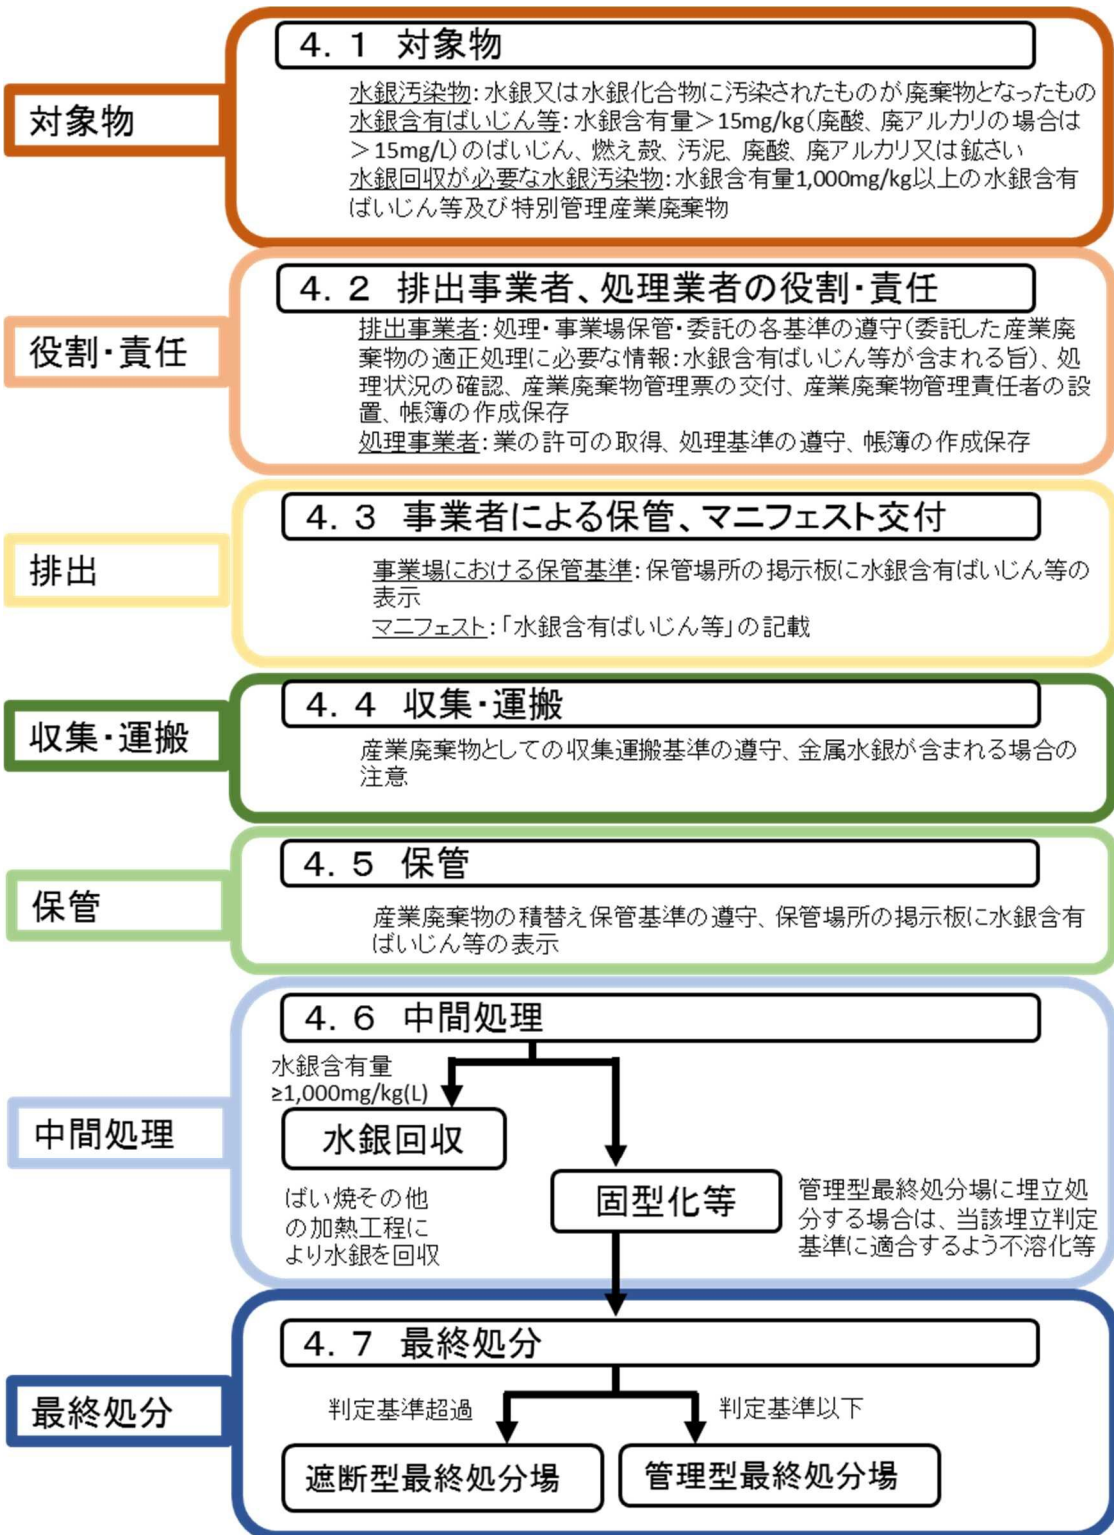 対象物
4．1 対象物
水銀汚染物：水銀又は水銀化合物に汚染されたものが廃棄物となったもの
水銀含有ばいじん等：水銀含有量＞15mg/kg（廃酸、廃アルカリの場合は
＞15mg/L）のばいじん、燃え殻、汚泥、廃酸、廃アルカリ又は鉱さい
水銀回収が必要な水銀汚染物：水銀含有量1,000mg/kg以上の水銀含有
ばいじん等及び特別管理産業廃棄物
役割・責任
4．2 排出事業者、処理業者の役割・責任
排出事業者：処理・事業場保管・委託の各基準の遵守（委託した産業廃
棄物の適正処理に必要な情報：水銀含有ばいじん等が含まれる旨）、処
理状況の確認、産業廃棄物管理票の交付、産業廃棄物管理責任者の設
置、帳簿の作成保存
処理事業者：業の許可の取得、処理基準の遵守、帳簿の作成保存
排出
4．3 事業者による保管、マニフェスト交付
事業場における保管基準：保管場所の掲示板に水銀含有ばいじん等の
表示
マニフェスト：「水銀含有ばいじん等」の記載
収集・運搬
4．4 収集・運搬
産業廃棄物としての収集運搬基準の遵守、金属水銀が含まれる場合の
注意
保管
4．5 保管
産業廃棄物の積替え保管基準の遵守、保管場所の掲示板に水銀含有
ばいじん等の表示
中間処理
4．6 中間処理
水銀含有量
≥1,000mg/kg(L)
水銀回収
ばい焼その他
の加熱工程に
より水銀を回収
固型化等
管理型最終処分場に埋立処
分する場合は、当該埋立判定
基準に適合するよう不溶化等
最終処分
4．7 最終処分
判定基準超過
判定基準以下
遮断型最終処分場
管理型最終処分場